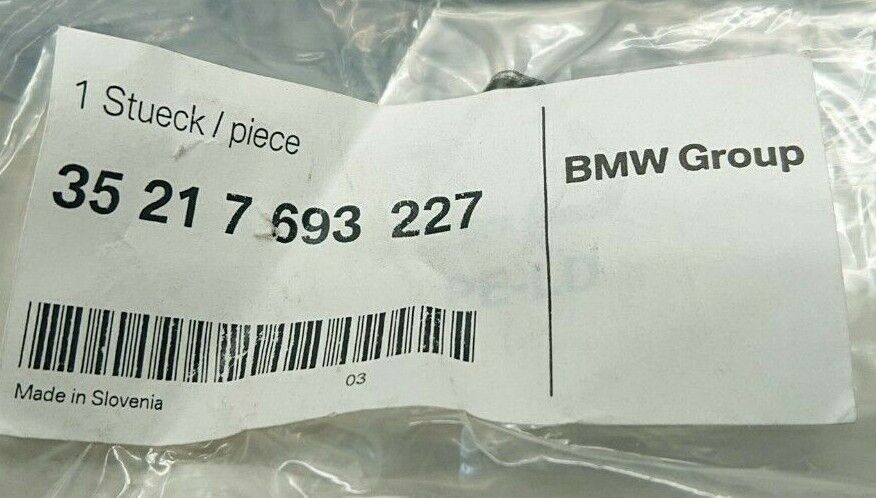 1 Stueck / piece
35 21 7 693 227
BMW Group
03
Made in Slovenia